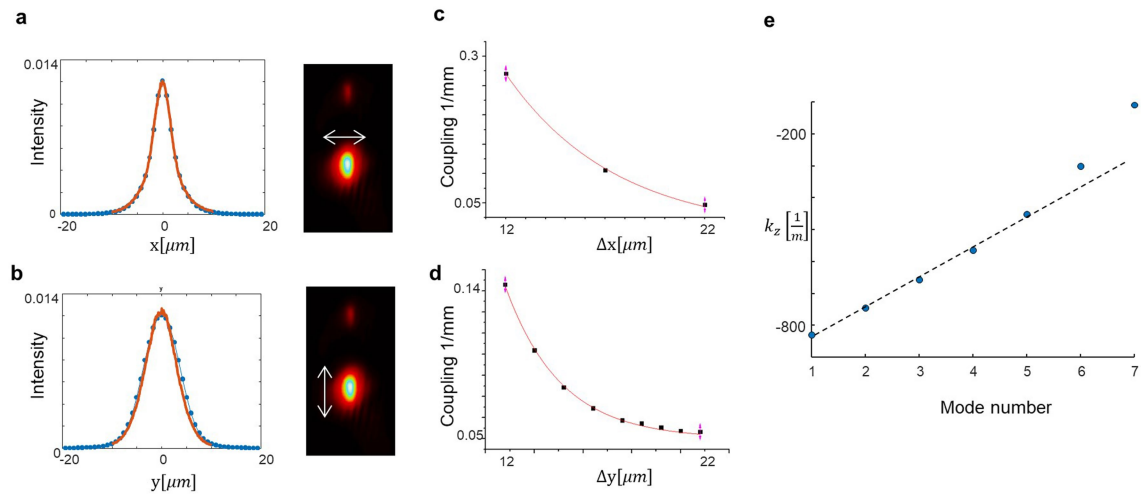 a
0.014
Intensity
0
-20
0
20
x[μm]
b
y
0.014
Intensity
0
-20
0
20
y[μm]
c
0.3
Coupling 1/mm
0.05
12
22
Δx[μm]
d
0.14
Coupling 1/mm
0.05
12
22
Δy[μm]
e
-200
k_z [1/m]
-800
1 2 3 4 5 6 7
Mode number